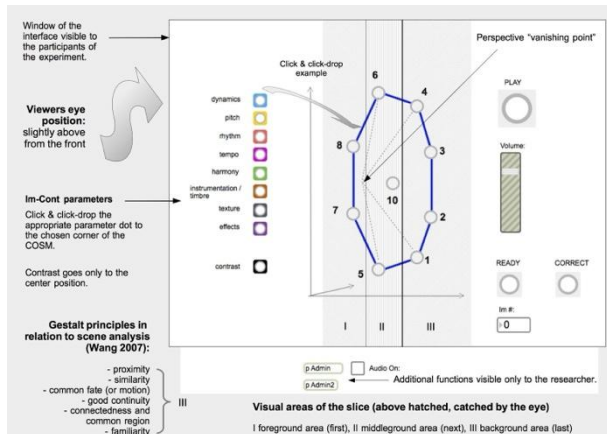 Window of the
interface visible to
the participants of
the experiment.
Viewers eye
position:
slightly above
from the front
Im-Cont parameters
Click & click-drop the
appropriate parameter dot to
the chosen corner of the
COSM.
Contrast goes only to the
center position.
Gestalt principles in
relation to scene analysis
(Wang 2007):
- proximity
- similarity
- common fate (or motion)
- good continuity
- connectedness and
common region
- familiarity
III
dynamics
pitch
rhythm
tempo
harmony
instrumentation /
timbre
texture
effects
contrast
Click & click-drop
example
Perspective “vanishing point”
6
4
8
3
10
7
2
5
1
I
II
III
PLAY
Volume:
READY
CORRECT
Im #:
0
p Admin
Audio On:
p Admin2
Additional functions visible only to the researcher.
Visual areas of the slice (above hatched, catched by the eye)
I foreground area (first), II middleground area (next), III background area (last)